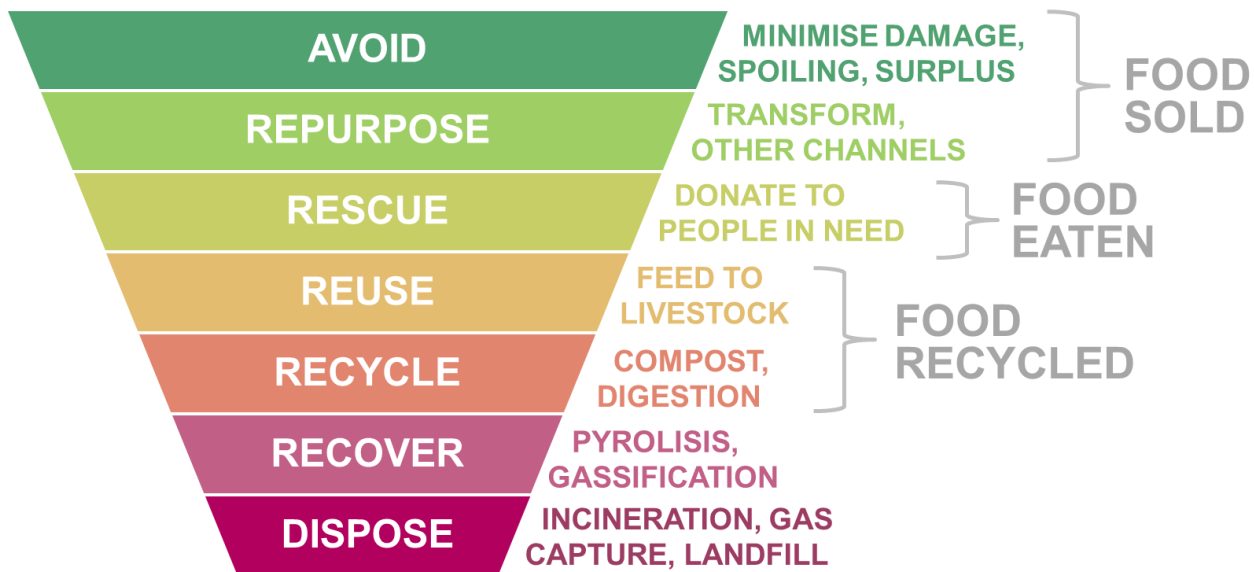 AVOID
MINIMISE DAMAGE,
SPOILING, SURPLUS
FOOD
SOLD
REPURPOSE
TRANSFORM,
OTHER CHANNELS
RESCUE
DONATE TO
PEOPLE IN NEED
FOOD
EATEN
REUSE
FEED TO
LIVESTOCK
FOOD
RECYCLED
RECYCLE
COMPOST,
DIGESTION
RECOVER
PYROLISIS,
GASSIFICATION
DISPOSE
INCINERATION, GAS
CAPTURE, LANDFILL